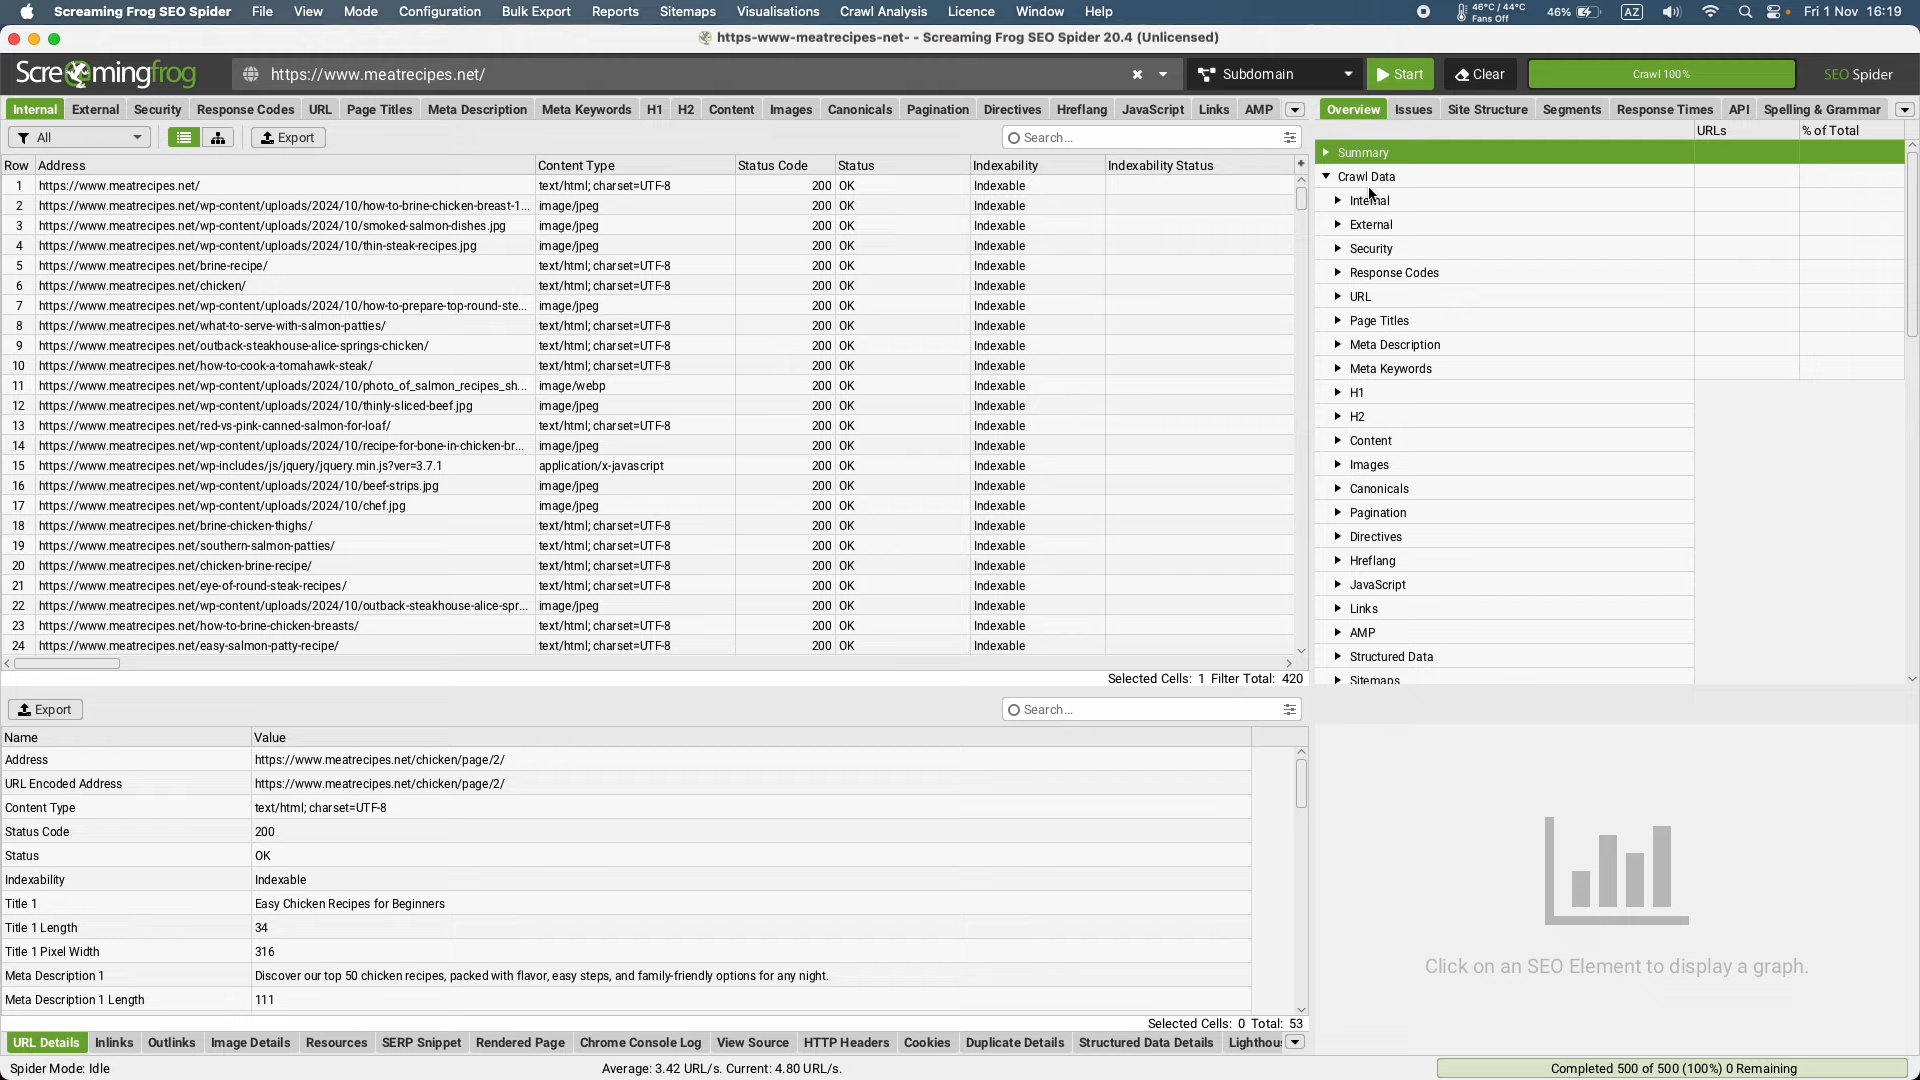 Screaming Frog SEO Spider File View Mode Configuration Bulk Export Reports Sitemaps Visualisations Crawl Analysis Licence Window Help 46°C / 44°C Fans Off 46% AZ Fri 1 Nov 16:19
https-www-meatrecipes-net- - Screaming Frog SEO Spider 20.4 (Unlicensed)
Screamingfrog https://www.meatrecipes.net/ Subdomain Start Clear Crawl 100% SEO Spider
Internal External Security Response Codes URL Page Titles Meta Description Meta Keywords H1 H2 Content Images Canonicals Pagination Directives Hreflang JavaScript Links AMP
All Export Search...
Row Address Content Type Status Code Status Indexability Indexability Status
1 https://www.meatrecipes.net/ text/html; charset=UTF-8 200 OK Indexable
2 https://www.meatrecipes.net/wp-content/uploads/2024/10/how-to-brine-chicken-breast-1... image/jpeg 200 OK Indexable
3 https://www.meatrecipes.net/wp-content/uploads/2024/10/smoked-salmon-dishes.jpg image/jpeg 200 OK Indexable
4 https://www.meatrecipes.net/wp-content/uploads/2024/10/thin-steak-recipes.jpg image/jpeg 200 OK Indexable
5 https://www.meatrecipes.net/brine-recipe/ text/html; charset=UTF-8 200 OK Indexable
6 https://www.meatrecipes.net/chicken/ text/html; charset=UTF-8 200 OK Indexable
7 https://www.meatrecipes.net/wp-content/uploads/2024/10/how-to-prepare-top-round-ste... image/jpeg 200 OK Indexable
8 https://www.meatrecipes.net/what-to-serve-with-salmon-patties/ text/html; charset=UTF-8 200 OK Indexable
9 https://www.meatrecipes.net/outback-steakhouse-alice-springs-chicken/ text/html; charset=UTF-8 200 OK Indexable
10 https://www.meatrecipes.net/how-to-cook-a-tomahawk-steak/ text/html; charset=UTF-8 200 OK Indexable
11 https://www.meatrecipes.net/wp-content/uploads/2024/10/photo_of_salmon_recipes_sh... image/webp 200 OK Indexable
12 https://www.meatrecipes.net/wp-content/uploads/2024/10/thinly-sliced-beef.jpg image/jpeg 200 OK Indexable
13 https://www.meatrecipes.net/red-vs-pink-canned-salmon-for-loaf/ text/html; charset=UTF-8 200 OK Indexable
14 https://www.meatrecipes.net/wp-content/uploads/2024/10/recipe-for-bone-in-chicken-br... image/jpeg 200 OK Indexable
15 https://www.meatrecipes.net/wp-includes/js/jquery/jquery.min.js?ver=3.7.1 application/x-javascript 200 OK Indexable
16 https://www.meatrecipes.net/wp-content/uploads/2024/10/beef-strips.jpg image/jpeg 200 OK Indexable
17 https://www.meatrecipes.net/wp-content/uploads/2024/10/chef.jpg image/jpeg 200 OK Indexable
18 https://www.meatrecipes.net/brine-chicken-thighs/ text/html; charset=UTF-8 200 OK Indexable
19 https://www.meatrecipes.net/southern-salmon-patties/ text/html; charset=UTF-8 200 OK Indexable
20 https://www.meatrecipes.net/chicken-brine-recipe/ text/html; charset=UTF-8 200 OK Indexable
21 https://www.meatrecipes.net/eye-of-round-steak-recipes/ text/html; charset=UTF-8 200 OK Indexable
22 https://www.meatrecipes.net/wp-content/uploads/2024/10/outback-steakhouse-alice-spr... image/jpeg 200 OK Indexable
23 https://www.meatrecipes.net/how-to-brine-chicken-breasts/ text/html; charset=UTF-8 200 OK Indexable
24 https://www.meatrecipes.net/easy-salmon-patty-recipe/ text/html; charset=UTF-8 200 OK Indexable
Selected Cells: 1 Filter Total: 420
Export Search...
Name Value
Address https://www.meatrecipes.net/chicken/page/2/
URL Encoded Address https://www.meatrecipes.net/chicken/page/2/
Content Type text/html; charset=UTF-8
Status Code 200
Status OK
Indexability Indexable
Title 1 Easy Chicken Recipes for Beginners
Title 1 Length 34
Title 1 Pixel Width 316
Meta Description 1 Discover our top 50 chicken recipes, packed with flavor, easy steps, and family-friendly options for any night.
Meta Description 1 Length 111
Selected Cells: 0 Total: 53
URL Details Inlinks Outlinks Image Details Resources SERP Snippet Rendered Page Chrome Console Log View Source HTTP Headers Cookies Duplicate Details Structured Data Details Lighthou
Overview Issues Site Structure Segments Response Times API Spelling & Grammar
URLs % of Total
Summary
Crawl Data
Internal
External
Security
Response Codes
URL
Page Titles
Meta Description
Meta Keywords
H1
H2
Content
Images
Canonicals
Pagination
Directives
Hreflang
JavaScript
Links
AMP
Structured Data
Sitemaps
Click on an SEO Element to display a graph.
Spider Mode: Idle Average: 3.42 URL/s. Current: 4.80 URL/s. Completed 500 of 500 (100%) 0 Remaining